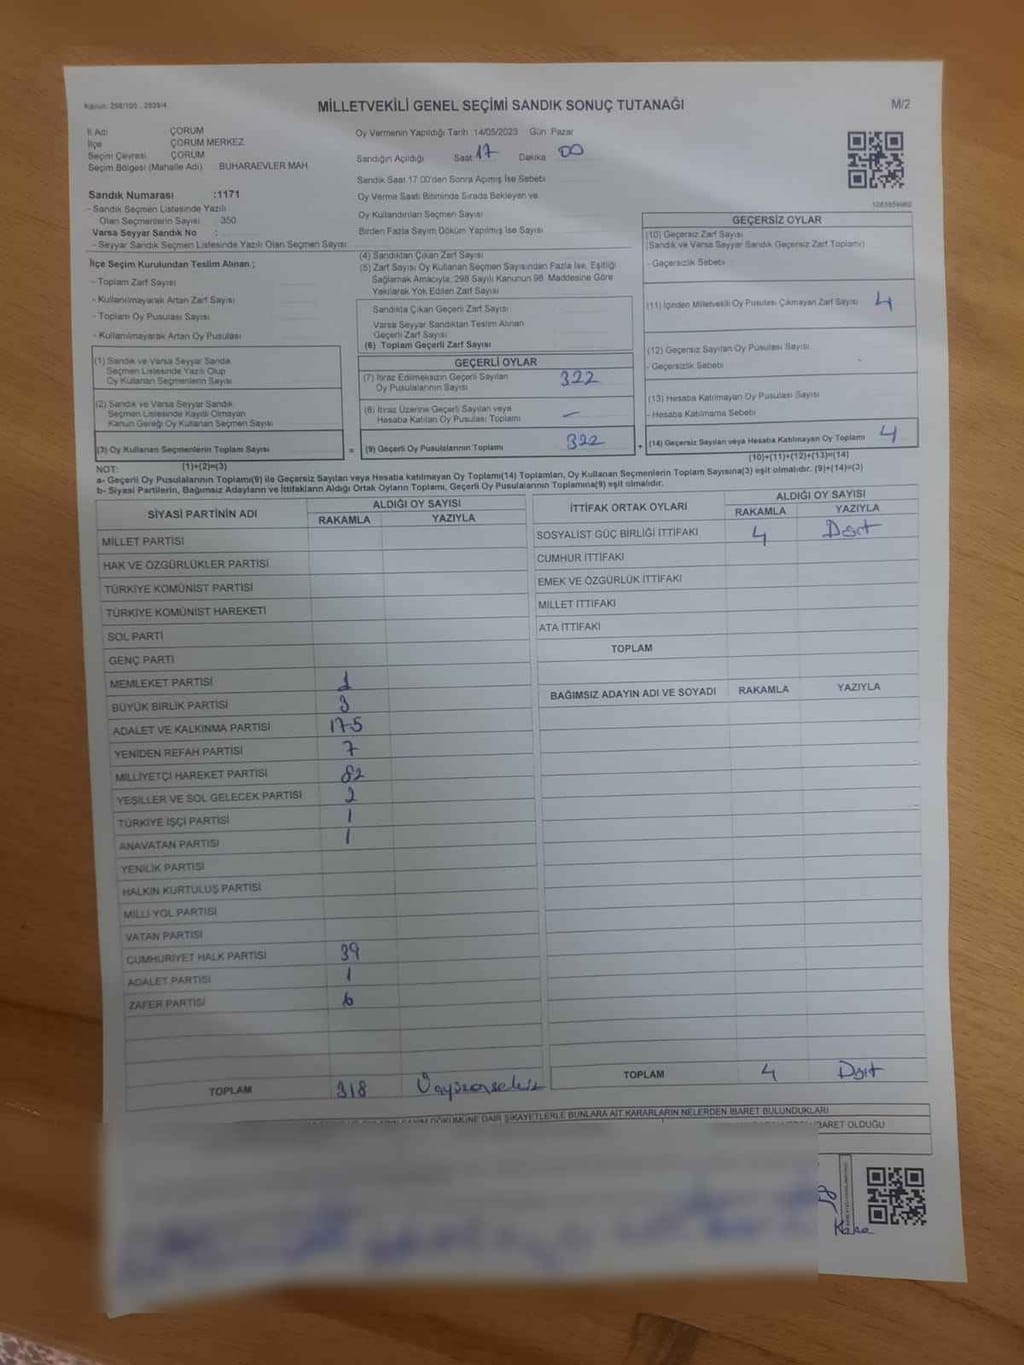 Kanun: 298/105 , 2839/4
MİLLETVEKİLİ GENEL SEÇİMİ SANDIK SONUÇ TUTANAĞI
M/2
İl Adı ÇORUM
İlçe ÇORUM MERKEZ
Seçim Çevresi ÇORUM
Seçim Bölgesi (Mahalle Adı) BUHARAEVLER MAH
Sandık Numarası :1171
- Sandık Seçmen Listesinde Yazılı
Olan Seçmenlerin Sayısı 350
Varsa Seyyar Sandık No :
- Seyyar Sandık Seçmen Listesinde Yazılı Olan Seçmen Sayısı
Oy Vermenin Yapıldığı Tarih 14/05/2023 Gün Pazar
Sandığın Açıldığı Saat 17 Dakika 00
Sandık Saat 17.00'den Sonra Açmış İse Sebebi
Oy Verme Saati Bitiminde Sırada Bekleyen ve
Oy Kullandırılan Seçmen Sayısı
Birden Fazla Sayım Döküm Yapılmış İse Sayısı
İlçe Seçim Kurulundan Teslim Alınan ;
- Toplam Zarf Sayısı
- Kullanılmayarak Artan Zarf Sayısı
- Toplam Oy Pusulası Sayısı
- Kullanılmayarak Artan Oy Pusulası
(1) Sandık ve Varsa Seyyar Sandık
Seçmen Listesinde Yazılı Olup
Oy Kullanan Seçmenlerin Sayısı
(2) Sandık ve Varsa Seyyar Sandık
Seçmen Listesinde Kayıtlı Olmayan
Kanun Gereği Oy Kullanan Seçmen Sayısı
(3) Oy Kullanan Seçmenlerin Toplam Sayısı
(1)+(2)=(3)
(4) Sandıktan Çıkan Zarf Sayısı
(5) Zarf Sayısı Oy Kullanan Seçmen Sayısından Fazla İse, Eşitliği
Sağlamak Amacıyla, 298 Sayılı Kanunun 98. Maddesine Göre
Yakılarak Yok Edilen Zarf Sayısı
Sandıkta Çıkan Geçerli Zarf Sayısı
Varsa Seyyar Sandıktan Teslim Alınan
Geçerli Zarf Sayısı
(6) Toplam Geçerli Zarf Sayısı
GEÇERLİ OYLAR
(7) İtiraz Edilmeksizin Geçerli Sayılan
Oy Pusulalarının Sayısı 322
(8) İtiraz Üzerine Geçerli Sayılan veya
Hesaba Katılan Oy Pusulası Toplamı –
= (9) Geçerli Oy Pusulalarının Toplamı 322 +
GEÇERSİZ OYLAR
(10) Geçersiz Zarf Sayısı
(Sandık ve Varsa Seyyar Sandık Geçersiz Zarf Toplamı)
- Geçersizlik Sebebi
(11) İçinden Milletvekili Oy Pusulası Çıkmayan Zarf Sayısı 4
(12) Geçersiz Sayılan Oy Pusulası Sayısı
- Geçersizlik Sebebi
(13) Hesaba Katılmayan Oy Pusulası Sayısı
- Hesaba Katılmama Sebebi
(14) Geçersiz Sayılan veya Hesaba Katılmayan Oy Toplamı 4
(10)+(11)+(12)+(13)=(14)
NOT:
a- Geçerli Oy Pusulalarının Toplamı(9) ile Geçersiz Sayılan veya Hesaba katılmayan Oy Toplamı(14) Toplamları, Oy Kullanan Seçmenlerin Toplam Sayısına(3) eşit olmalıdır. (9)+(14)=(3)
b- Siyasi Partilerin, Bağımsız Adayların ve İttifakların Aldığı Ortak Oyların Toplamı, Geçerli Oy Pusulalarının Toplamına(9) eşit olmalıdır.
SİYASİ PARTİNİN ADI ALDIĞI OY SAYISI
RAKAMLA YAZIYLA
MİLLET PARTİSİ
HAK VE ÖZGÜRLÜKLER PARTİSİ
TÜRKİYE KOMÜNİST PARTİSİ
TÜRKİYE KOMÜNİST HAREKETİ
SOL PARTİ
GENÇ PARTİ
MEMLEKET PARTİSİ 1
BÜYÜK BİRLİK PARTİSİ 3
ADALET VE KALKINMA PARTİSİ 175
YENİDEN REFAH PARTİSİ 7
MİLLİYETÇİ HAREKET PARTİSİ 82
YEŞİLLER VE SOL GELECEK PARTİSİ 2
TÜRKİYE İŞÇİ PARTİSİ 1
ANAVATAN PARTİSİ 1
YENİLİK PARTİSİ
HALKIN KURTULUŞ PARTİSİ
MİLLİ YOL PARTİSİ
VATAN PARTİSİ
CUMHURİYET HALK PARTİSİ 39
ADALET PARTİSİ 1
ZAFER PARTİSİ 6
TOPLAM 318 Üçyüzonsekiz
İTTİFAK ORTAK OYLARI ALDIĞI OY SAYISI
RAKAMLA YAZIYLA
SOSYALİST GÜÇ BİRLİĞİ İTTİFAKI 4 Dört
CUMHUR İTTİFAKI
EMEK VE ÖZGÜRLÜK İTTİFAKI
MİLLET İTTİFAKI
ATA İTTİFAKI
TOPLAM
BAĞIMSIZ ADAYIN ADI VE SOYADI RAKAMLA YAZIYLA
TOPLAM 4 Dört
DÖKÜMÜNE DAİR ŞİKAYETLERLE BUNLARA AİT KARARLARIN NELERDEN İBARET BULUNDUKLARI
İBARET OLDUĞU